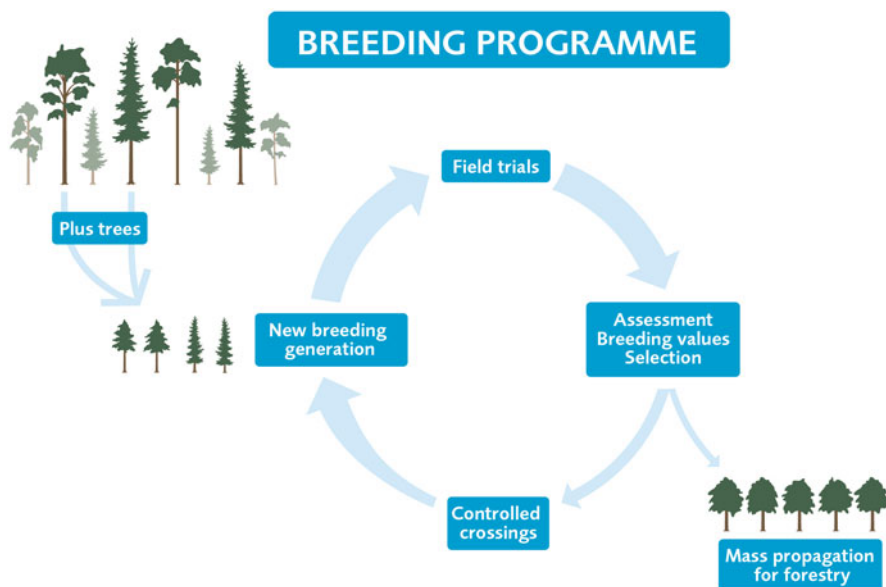 BREEDING PROGRAMME
Field trials
Plus trees
New breeding
generation
Assessment
Breeding values
Selection
Controlled
crossings
Mass propagation
for forestry